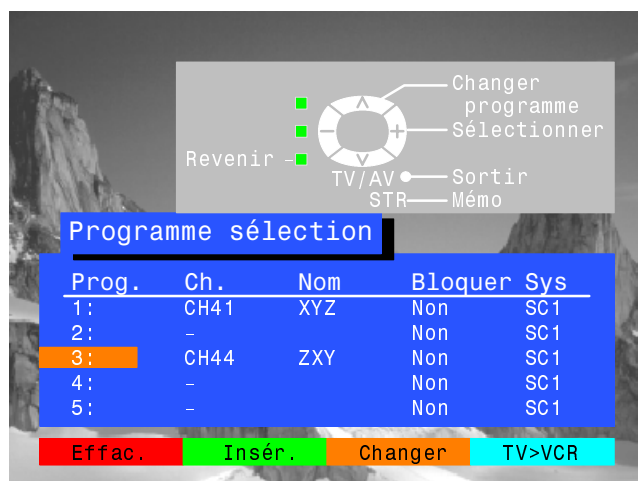 Changer
programme
Sélectionner
Revenir
TV/AV Sortir
STR Mémo
Programme sélection
Prog. Ch. Nom Bloquer Sys
1: CH41 XYZ Non SC1
2: – Non SC1
3: CH44 ZXY Non SC1
4: – Non SC1
5: – Non SC1
Effac. Insér. Changer TV>VCR